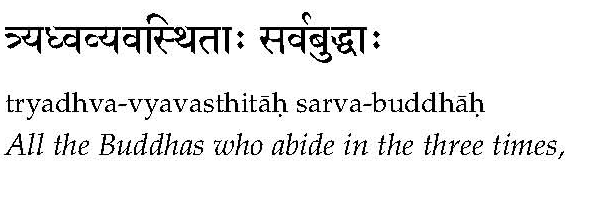 त्र्यध्वव्यवस्थिताः सर्वबुद्धाः
tryadhva-vyavasthitāḥ sarva-buddhāḥ
All the Buddhas who abide in the three times,